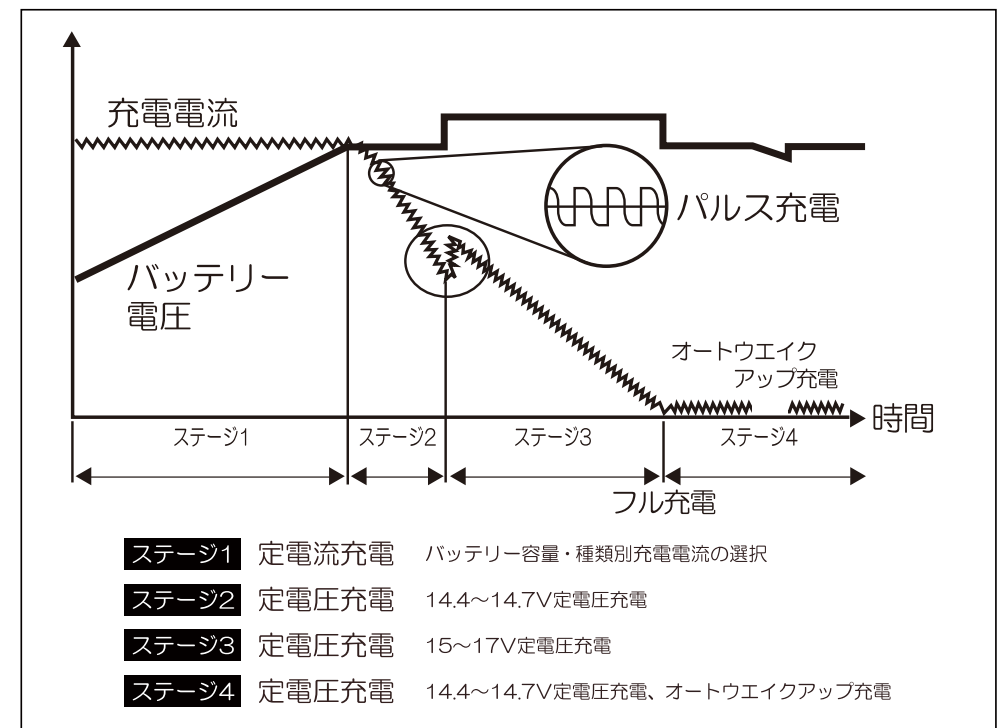 充電電流
パルス充電
バッテリー
電圧
オートウエイク
アップ充電
時間
ステージ1
ステージ2
ステージ3
ステージ4
フル充電
ステージ1 定電流充電 バッテリー容量・種類別充電電流の選択
ステージ2 定電圧充電 14.4～14.7V定電圧充電
ステージ3 定電圧充電 15～17V定電圧充電
ステージ4 定電圧充電 14.4～14.7V定電圧充電、オートウエイクアップ充電